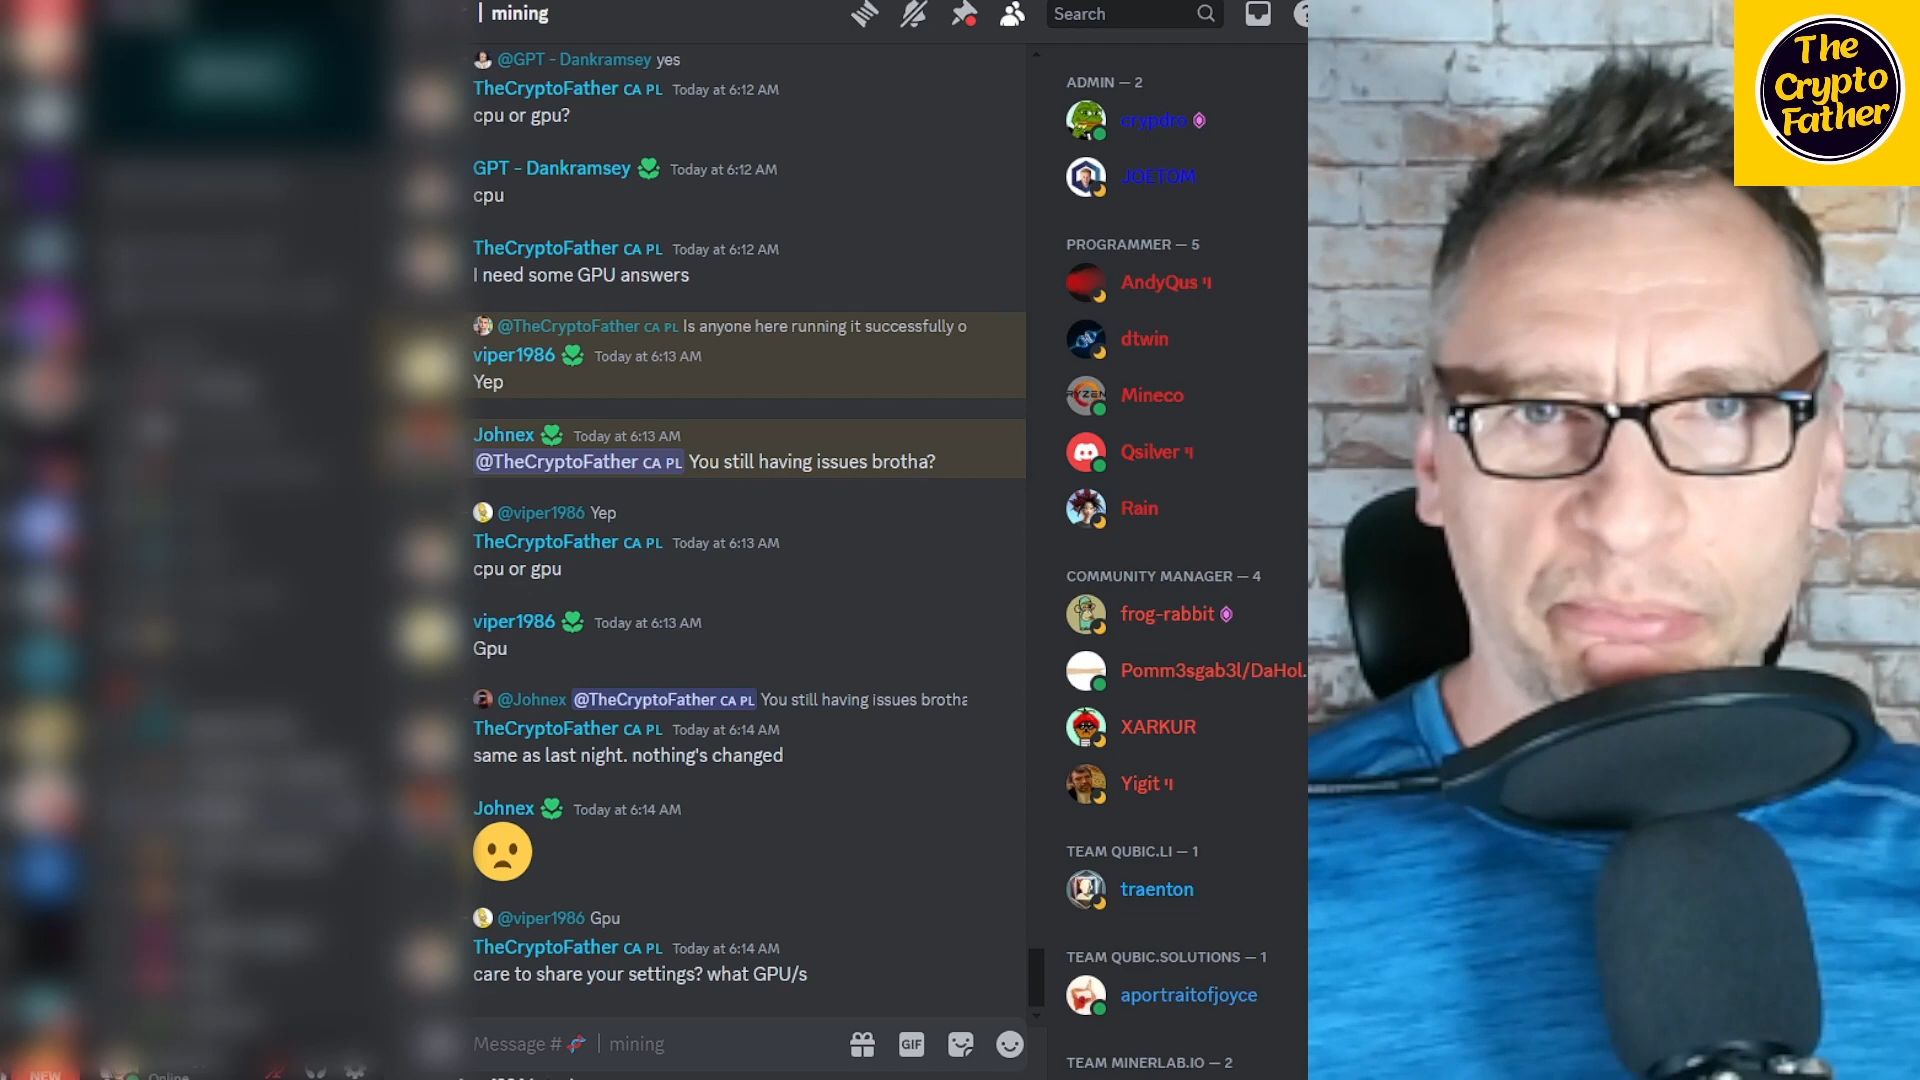 mining
Search
@GPT - Dankramsey yes
TheCryptoFather CA PL Today at 6:12 AM
cpu or gpu?
GPT - Dankramsey Today at 6:12 AM
cpu
TheCryptoFather CA PL Today at 6:12 AM
I need some GPU answers
@TheCryptoFather CA PL Is anyone here running it successfully o
viper1986 Today at 6:13 AM
Yep
Johnex Today at 6:13 AM
@TheCryptoFather CA PL You still having issues brotha?
@viper1986 Yep
TheCryptoFather CA PL Today at 6:13 AM
cpu or gpu
viper1986 Today at 6:13 AM
Gpu
@Johnex @TheCryptoFather CA PL You still having issues brotha
TheCryptoFather CA PL Today at 6:14 AM
same as last night. nothing's changed
Johnex Today at 6:14 AM
@viper1986 Gpu
TheCryptoFather CA PL Today at 6:14 AM
care to share your settings? what GPU/s
Message # | mining
GIF
NEW
Online
ADMIN — 2
crypdro
JOETOM
PROGRAMMER — 5
AndyQus
dtwin
RYZEN
Mineco
Qsilver
Rain
COMMUNITY MANAGER — 4
frog-rabbit
Pomm3sgab3l/DaHol.
XARKUR
Yigit
TEAM QUBIC.LI — 1
traenton
TEAM QUBIC.SOLUTIONS — 1
aportraitofjoyce
TEAM MINERLAB.IO — 2
The
Crypto
Father